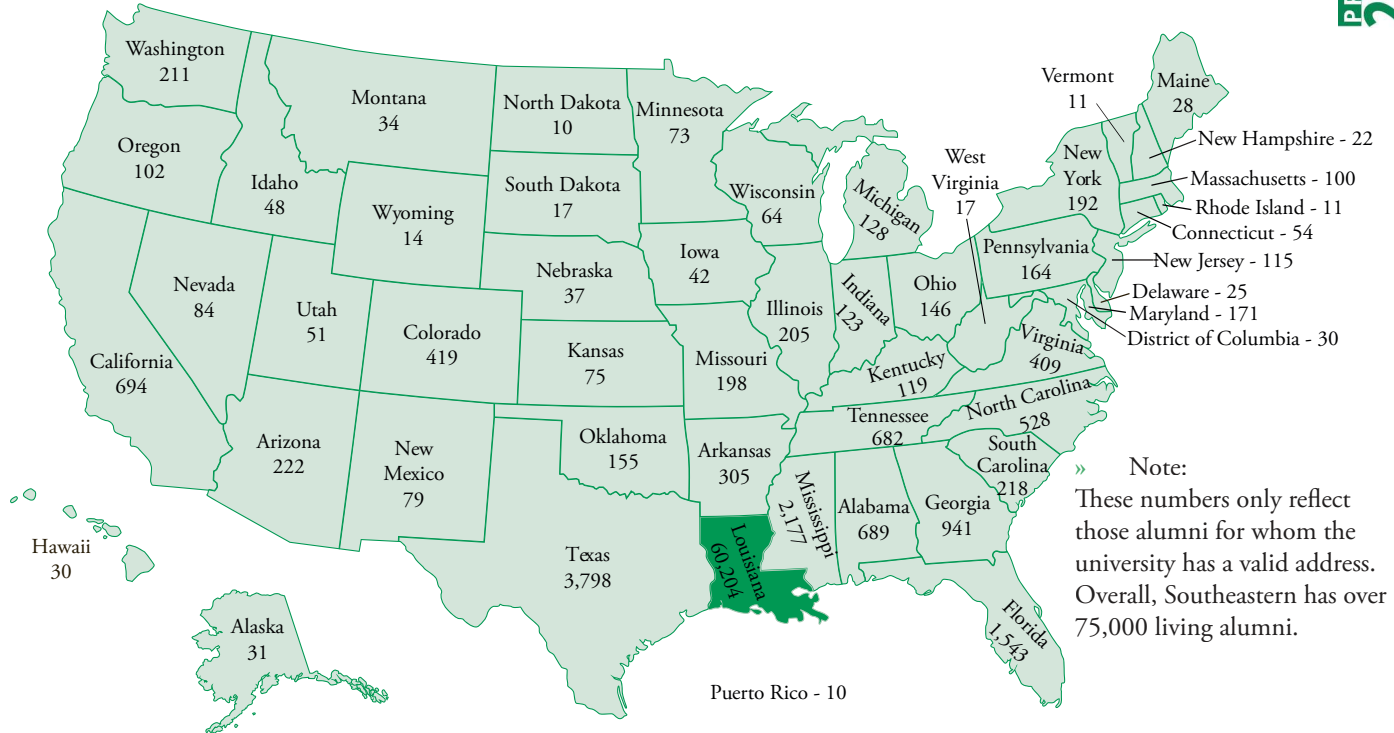 PR
2
Washington
211
Oregon
102
California
694
Nevada
84
Idaho
48
Montana
34
Wyoming
14
Utah
51
Colorado
419
Arizona
222
New
Mexico
79
North Dakota
10
South Dakota
17
Nebraska
37
Kansas
75
Oklahoma
155
Texas
3,798
Minnesota
73
Iowa
42
Missouri
198
Arkansas
305
Louisiana
60,204
Wisconsin
64
Illinois
205
Michigan
128
Indiana
123
Ohio
146
Kentucky
119
Tennessee
682
Mississippi
2,177
Alabama
689
Georgia
941
Florida
1,543
South
Carolina
218
North Carolina
528
Virginia
409
West
Virginia
17
Pennsylvania
164
New
York
192
Vermont
11
Maine
28
New Hampshire - 22
Massachusetts - 100
Rhode Island - 11
Connecticut - 54
New Jersey - 115
Delaware - 25
Maryland - 171
District of Columbia - 30
Hawaii
30
Alaska
31
Puerto Rico - 10
» Note:
These numbers only reflect
those alumni for whom the
university has a valid address.
Overall, Southeastern has over
75,000 living alumni.